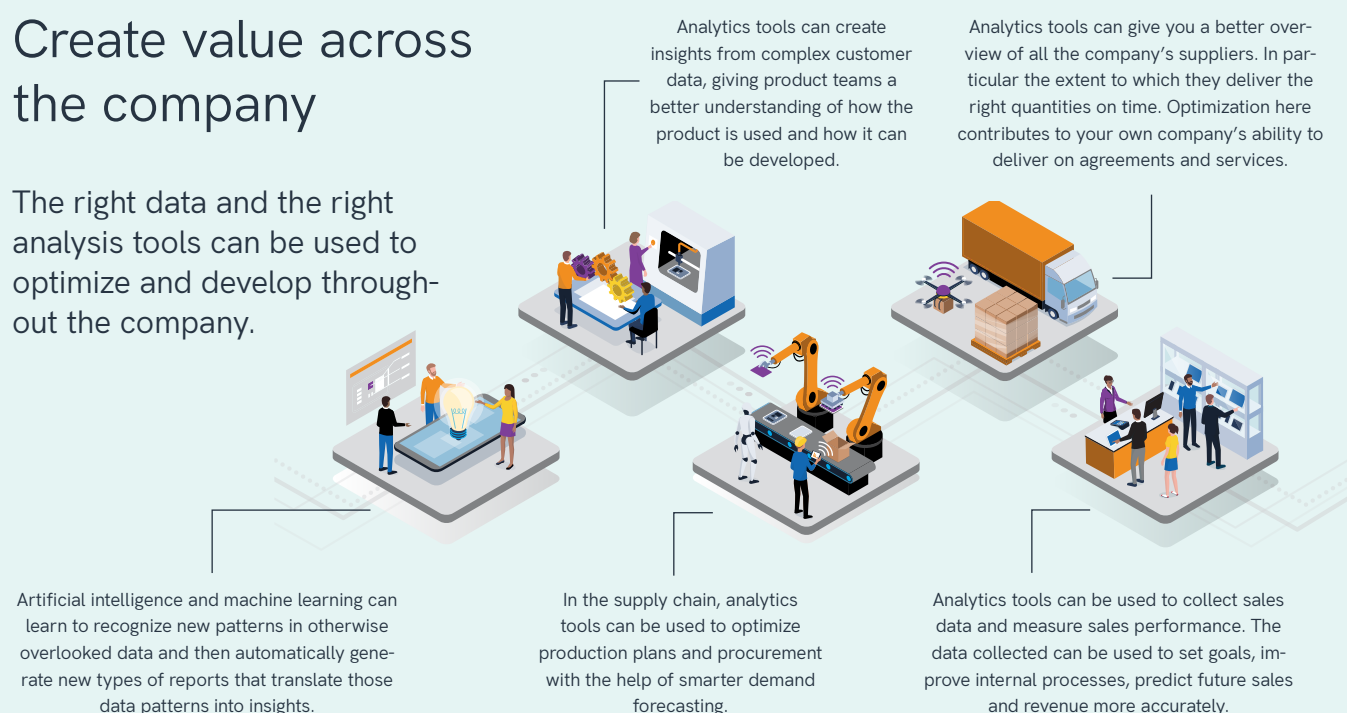 Create value across
the company
The right data and the right
analysis tools can be used to
optimize and develop through-
out the company.
Analytics tools can create
insights from complex customer
data, giving product teams a
better understanding of how the
product is used and how it can
be developed.
Analytics tools can give you a better over-
view of all the company’s suppliers. In par-
ticular the extent to which they deliver the
right quantities on time. Optimization here
contributes to your own company’s ability to
deliver on agreements and services.
Artificial intelligence and machine learning can
learn to recognize new patterns in otherwise
overlooked data and then automatically gene-
rate new types of reports that translate those
data patterns into insights.
In the supply chain, analytics
tools can be used to optimize
production plans and procurement
with the help of smarter demand
forecasting.
Analytics tools can be used to collect sales
data and measure sales performance. The
data collected can be used to set goals, im-
prove internal processes, predict future sales
and revenue more accurately.